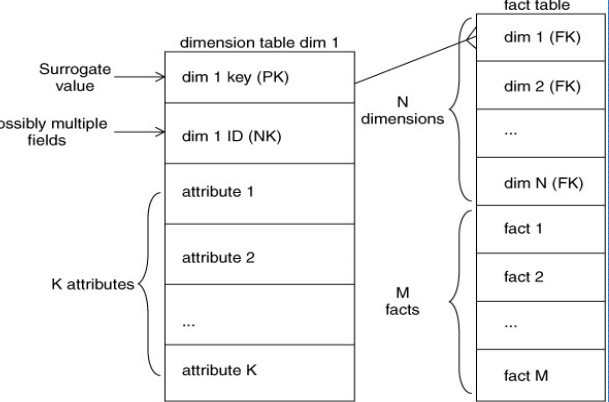 fact table
dimension table dim 1
Surrogate
value
dim 1 key (PK)
ossibly multiple
fields
dim 1 ID (NK)
K attributes
attribute 1
attribute 2
...
attribute K
N
dimensions
dim 1 (FK)
dim 2 (FK)
...
dim N (FK)
M
facts
fact 1
fact 2
...
fact M